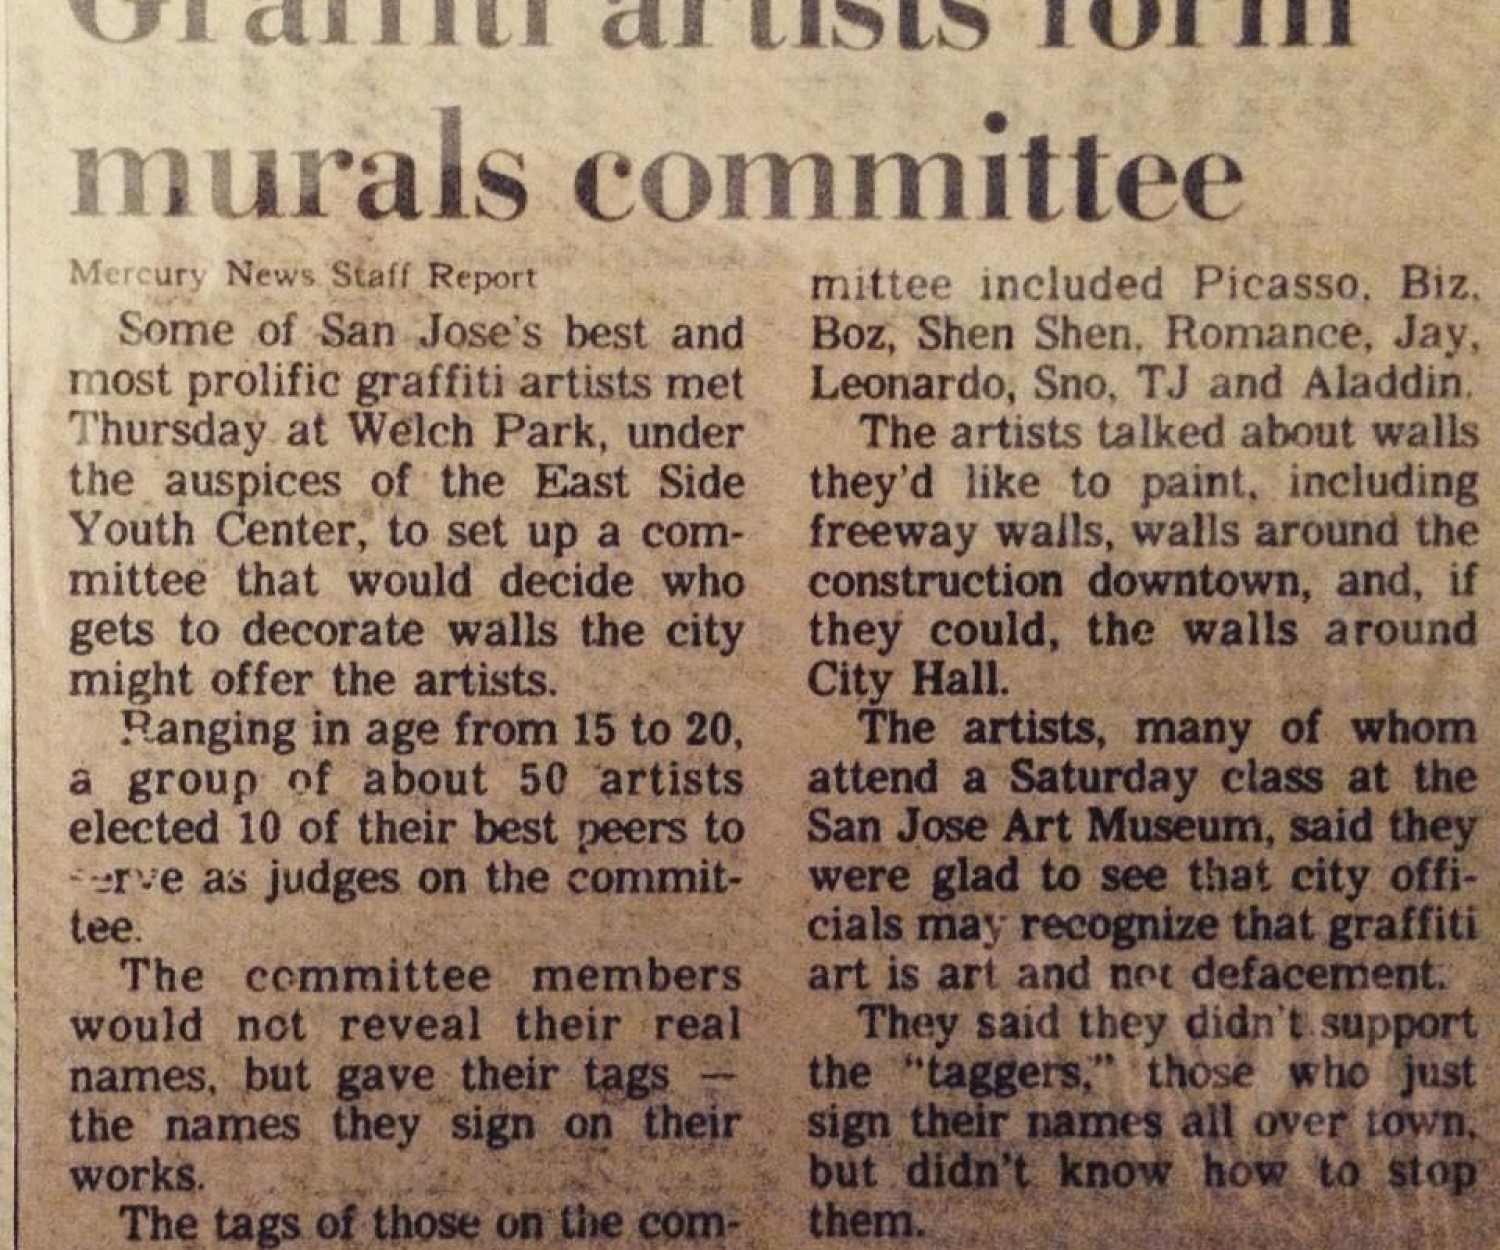 Graffiti artists form
murals committee
Mercury News Staff Report
Some of San Jose's best and
most prolific graffiti artists met
Thursday at Welch Park, under
the auspices of the East Side
Youth Center, to set up a com-
mittee that would decide who
gets to decorate walls the city
might offer the artists.
Ranging in age from 15 to 20,
a group of about 50 artists
elected 10 of their best peers to
serve as judges on the commit-
tee.
The committee members
would not reveal their real
names, but gave their tags —
the names they sign on their
works.
The tags of those on the com-
mittee included Picasso, Biz,
Boz, Shen Shen, Romance, Jay,
Leonardo, Sno, TJ and Aladdin.
The artists talked about walls
they'd like to paint, including
freeway walls, walls around the
construction downtown, and, if
they could, the walls around
City Hall.
The artists, many of whom
attend a Saturday class at the
San Jose Art Museum, said they
were glad to see that city offi-
cials may recognize that graffiti
art is art and not defacement.
They said they didn't support
the "taggers," those who just
sign their names all over town,
but didn't know how to stop
them.